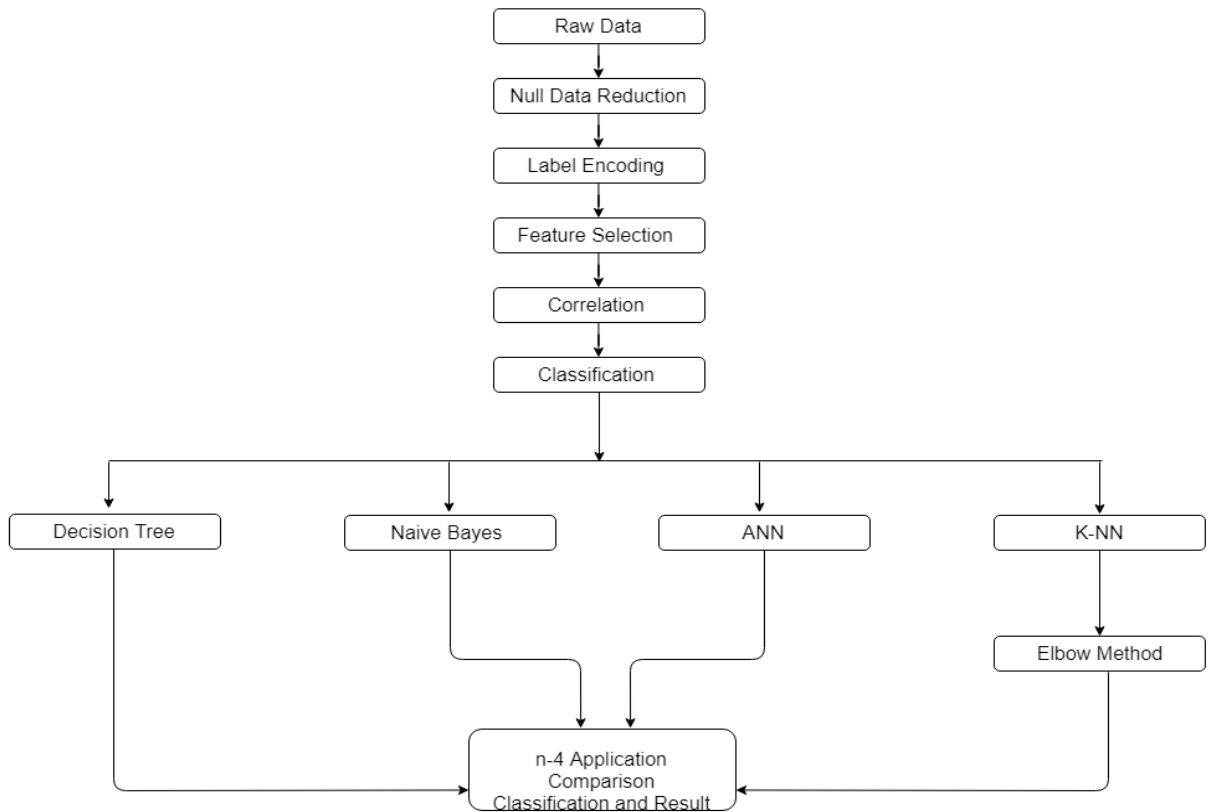 Raw Data
Null Data Reduction
Label Encoding
Feature Selection
Correlation
Classification
Decision Tree
Naive Bayes
ANN
K-NN
Elbow Method
n-4 Application
Comparison
Classification and Result